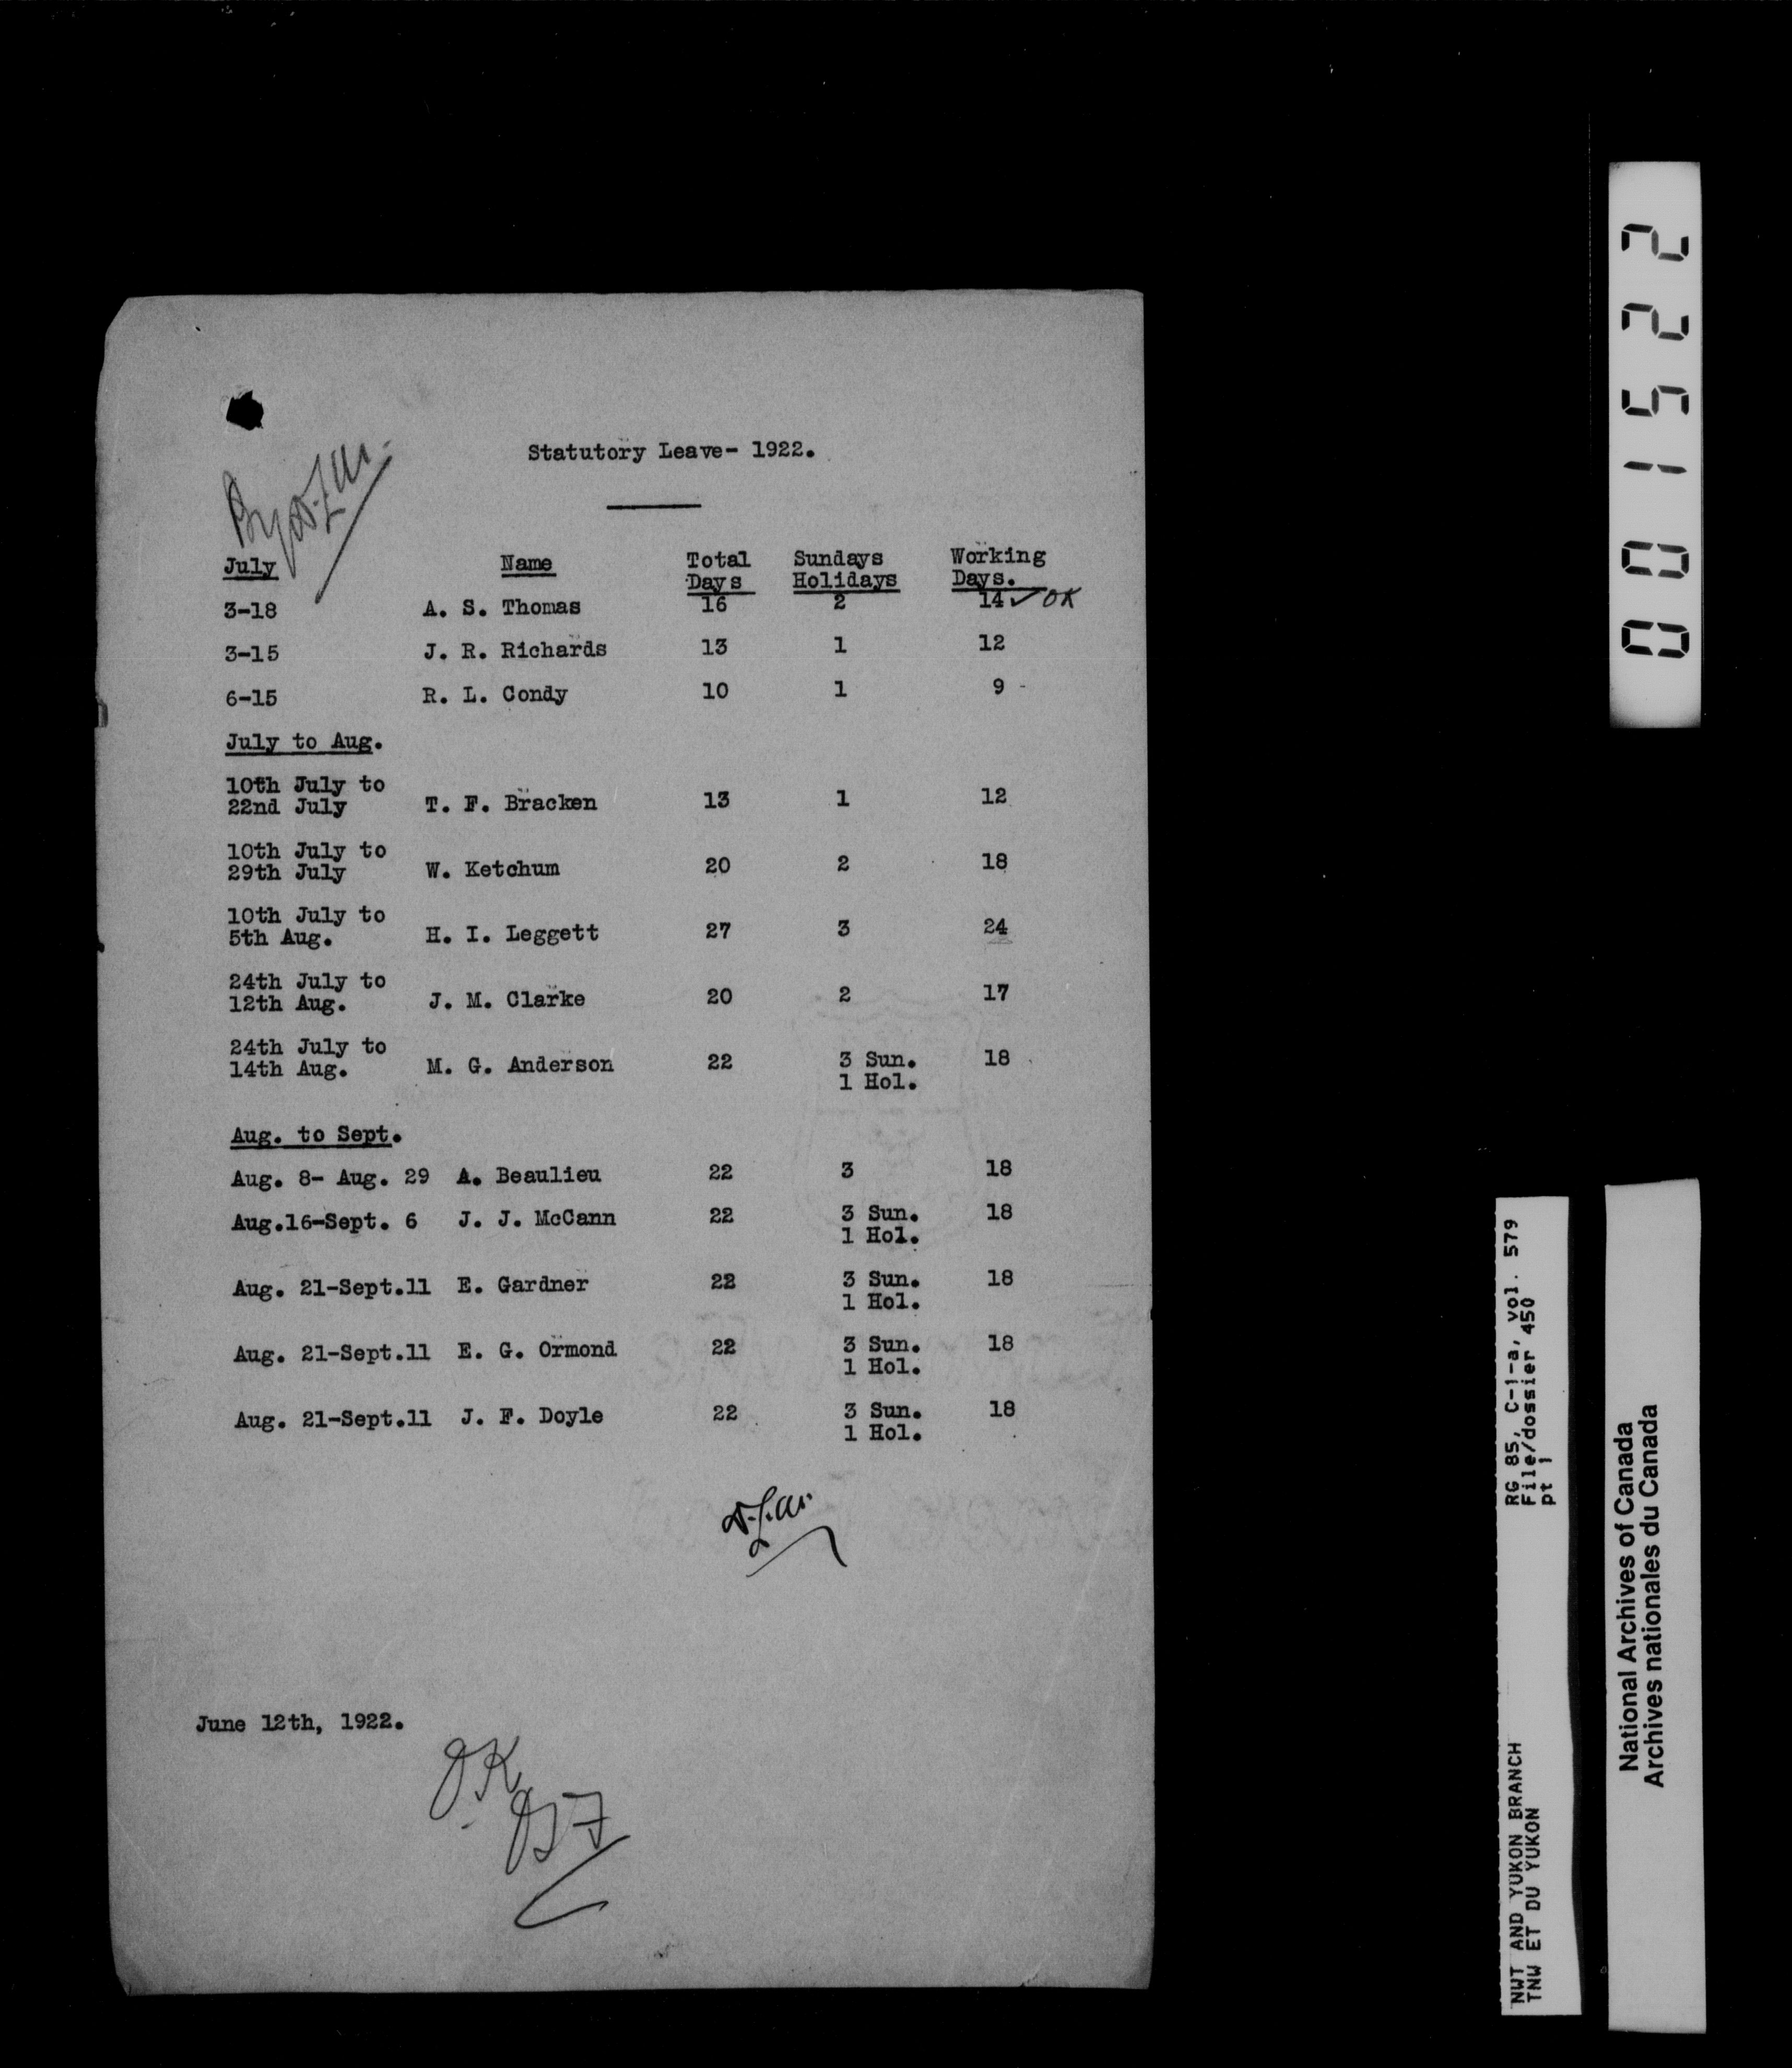 Statutory Leave- 1922.
July Name Total Days Sundays Holidays Working Days.
3-18 A. S. Thomas 16 2 14 ✓ OK
3-15 J. R. Richards 13 1 12
6-15 R. L. Condy 10 1 9 -
July to Aug.
10th July to
22nd July T. F. Bracken 13 1 12
10th July to
29th July W. Ketchum 20 2 18
10th July to
5th Aug. H. I. Leggett 27 3 24
24th July to
12th Aug. J. M. Clarke 20 2 17
24th July to
14th Aug. M. G. Anderson 22 3 Sun. 18
1 Hol.
Aug. to Sept.
Aug. 8- Aug. 29 A. Beaulieu 22 3 18
Aug.16-Sept. 6 J. J. McCann 22 3 Sun. 18
1 Hol.
Aug. 21-Sept.11 E. Gardner 22 3 Sun. 18
1 Hol.
Aug. 21-Sept.11 E. G. Ormond 22 3 Sun. 18
1 Hol.
Aug. 21-Sept.11 J. F. Doyle 22 3 Sun. 18
1 Hol.
June 12th, 1922.
OK
001522
RG 85, C-1-a, vol. 579
File/dossier 450
pt 1
NWT AND YUKON BRANCH
TNW ET DU YUKON
National Archives of Canada
Archives nationales du Canada